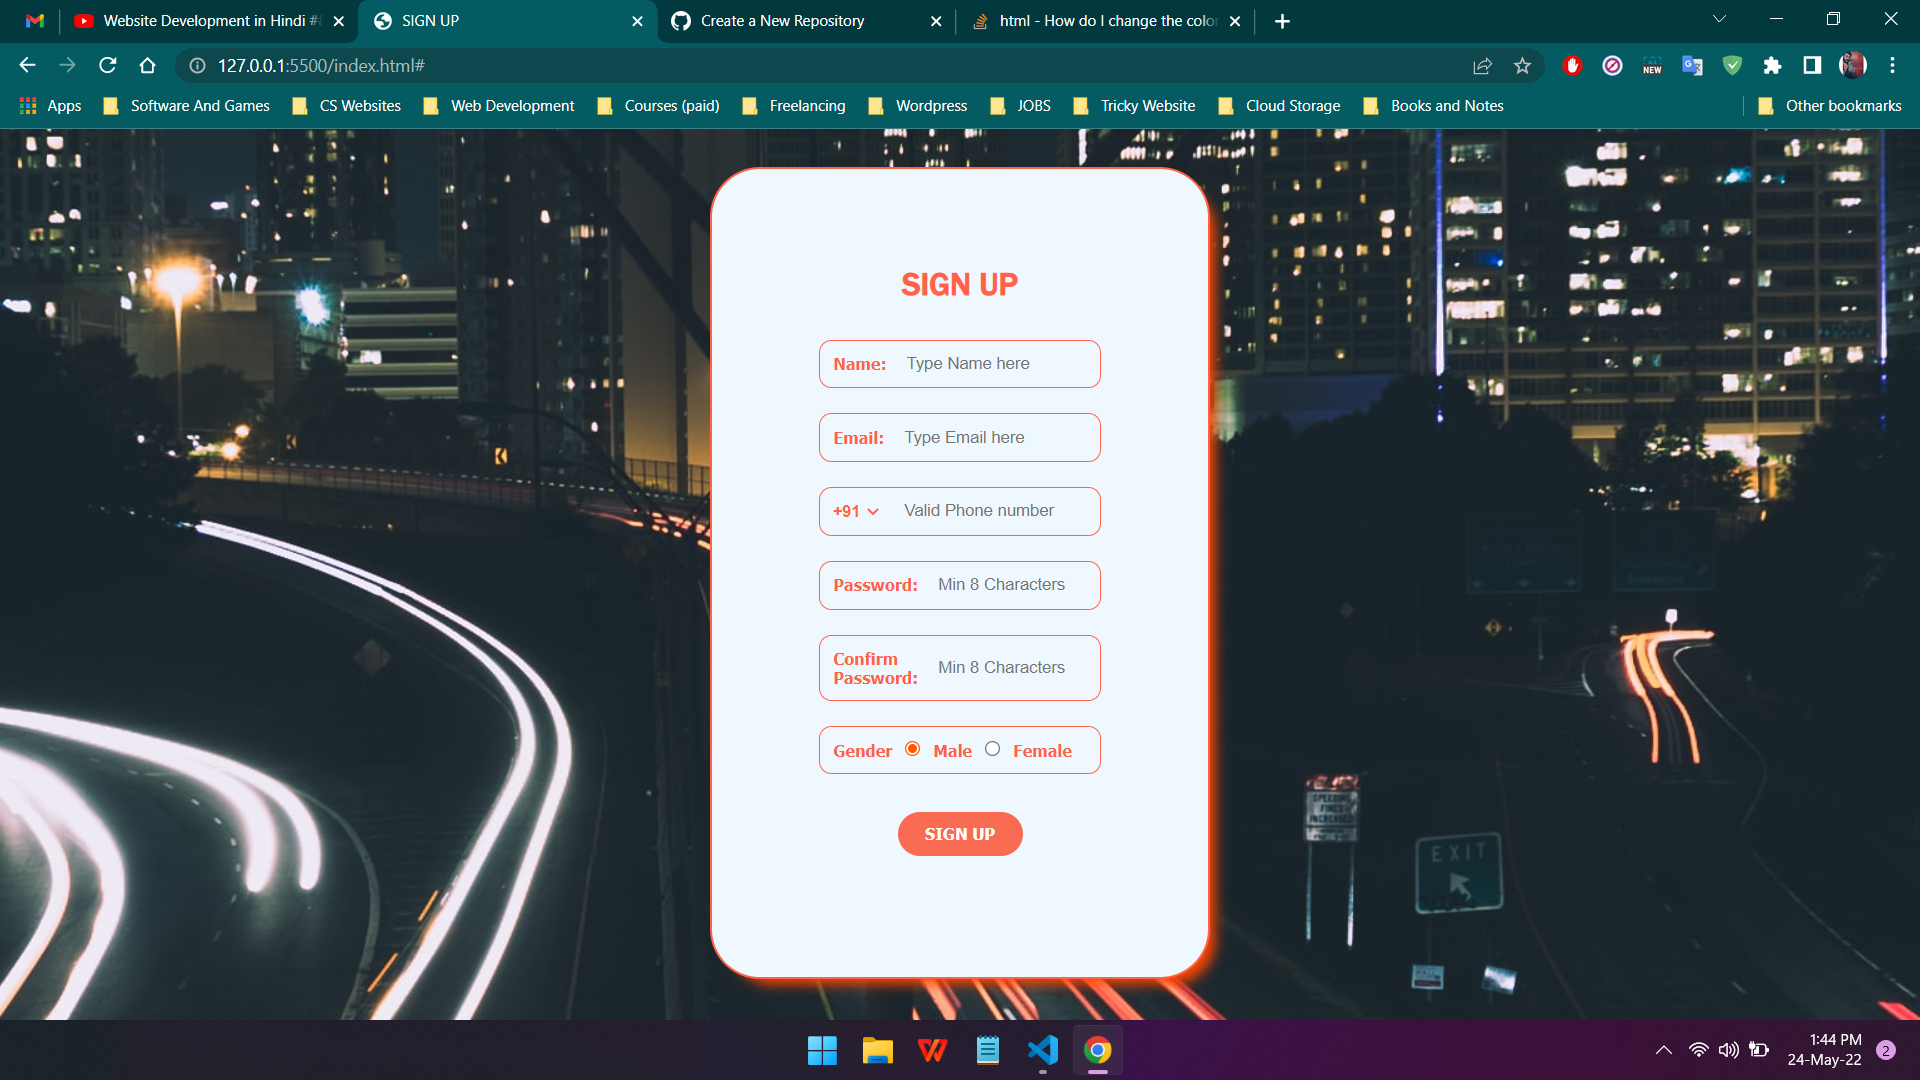 Website Development in Hindi #
SIGN UP
Create a New Repository
html - How do I change the color
127.0.0.1:5500/index.html#
NEW
Apps
Software And Games
CS Websites
Web Development
Courses (paid)
Freelancing
Wordpress
JOBS
Tricky Website
Cloud Storage
Books and Notes
Other bookmarks
SIGN UP
Name: Type Name here
Email: Type Email here
+91 Valid Phone number
Password: Min 8 Characters
Confirm
Password: Min 8 Characters
Gender Male Female
SIGN UP
SPEEDING
FINES
INCREASED
EXIT
1:44 PM
24-May-22
2